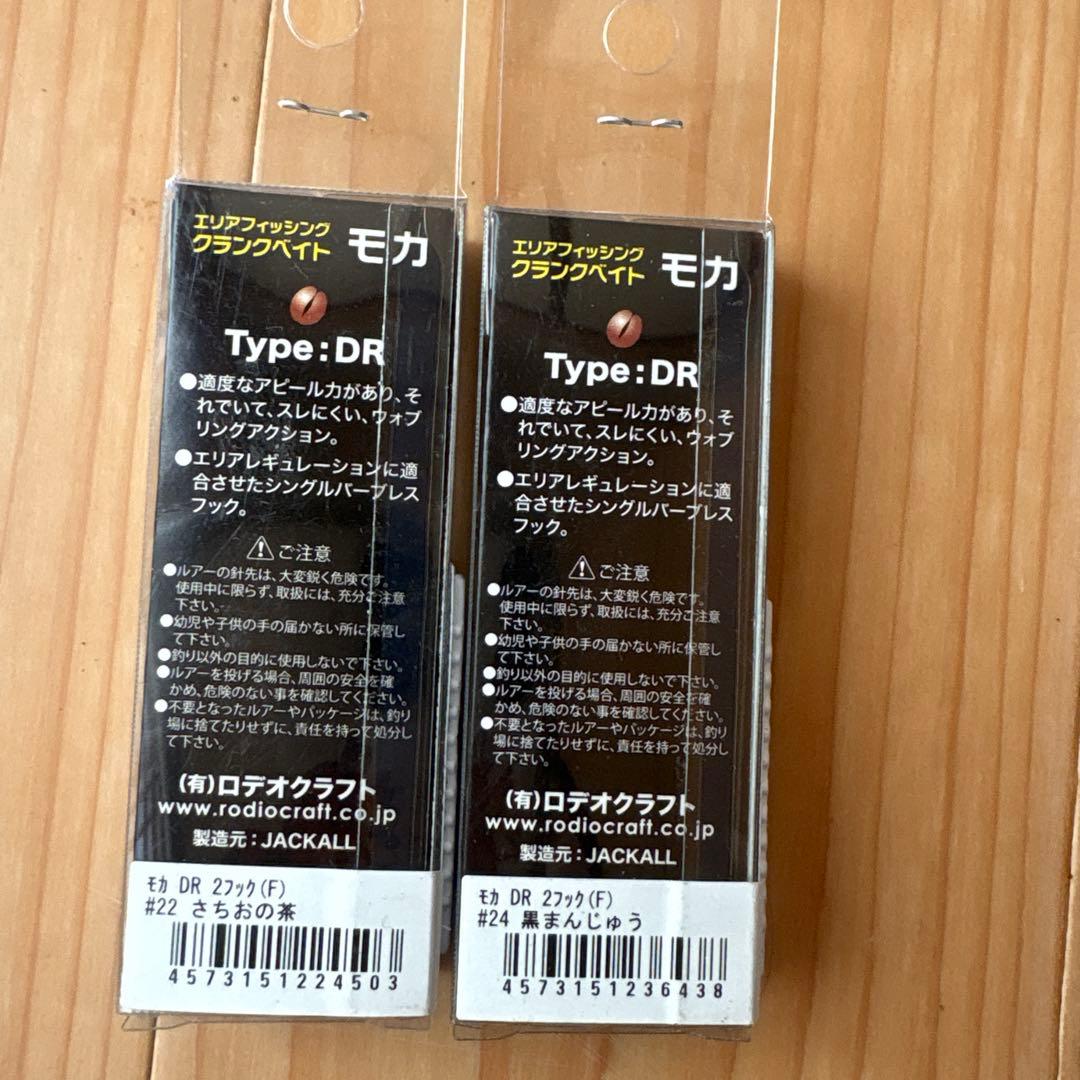 エリアフィッシング
クランクベイト モカ
Type:DR
●適度なアピール力があり、そ
れでいて、スレにくい、ウォブ
リングアクション。
●エリアレギュレーションに適
合させたシングルバーブレス
フック。
ご注意
●ルアーの針先は、大変鋭く危険です。
使用中に限らず、取扱には、充分ご注意
下さい。
●幼児や子供の手の届かない所に保管し
て下さい。
●釣り以外の目的に使用しないで下さい。
●ルアーを投げる場合、周囲の安全を確
かめ、危険のない事を確認してください。
●不要となったルアーやパッケージは、釣り
場に捨てたりせずに、責任を持って処分し
て下さい。
(有)ロデオクラフト
www.rodiocraft.co.jp
製造元:JACKALL
ﾓｶ DR 2ﾌｯｸ(F)
#22 さちおの茶
4573151224503
エリアフィッシング
クランクベイト モカ
Type:DR
●適度なアピール力があり、そ
れでいて、スレにくい、ウォブ
リングアクション。
●エリアレギュレーションに適
合させたシングルバーブレス
フック。
ご注意
●ルアーの針先は、大変鋭く危険です。
使用中に限らず、取扱には、充分ご注意
下さい。
●幼児や子供の手の届かない所に保管し
て下さい。
●釣り以外の目的に使用しないで下さい。
●ルアーを投げる場合、周囲の安全を確
かめ、危険のない事を確認してください。
●不要となったルアーやパッケージは、釣り
場に捨てたりせずに、責任を持って処分し
て下さい。
(有)ロデオクラフト
www.rodiocraft.co.jp
製造元:JACKALL
ﾓｶ DR 2ﾌｯｸ(F)
#24 黒まんじゅう
4573151236438